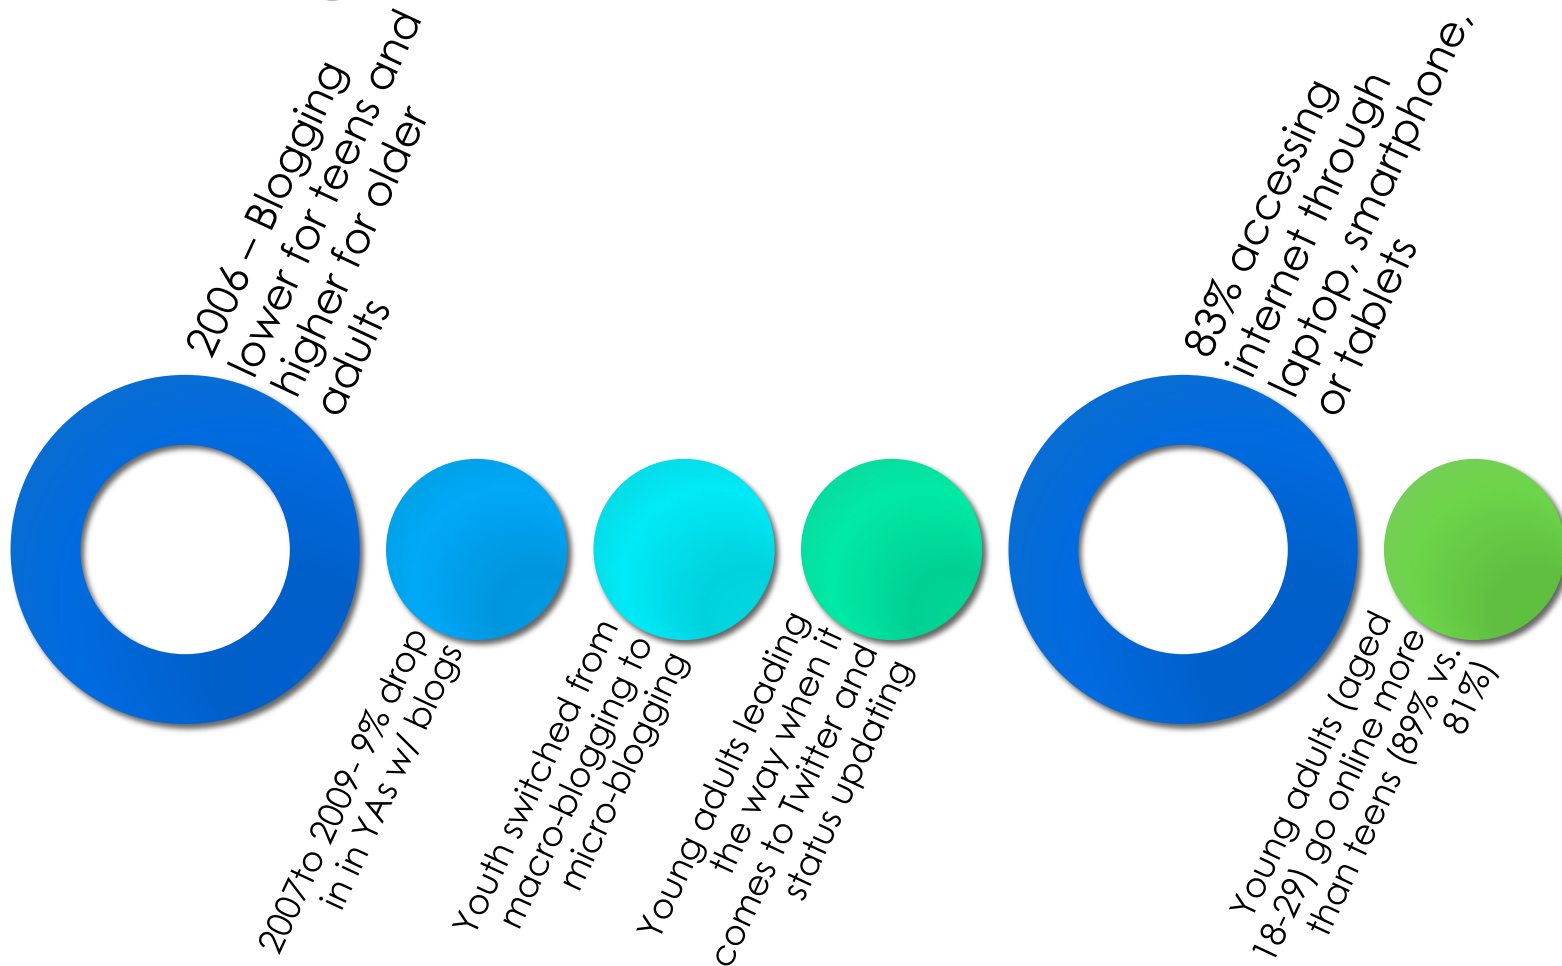 2006 – Blogging
lower for teens and
higher for older
adults
2007to 2009- 9% drop
in in YAs w/ blogs
Youth switched from
macro-blogging to
micro-blogging
Young adults leading
the way when it
comes to Twitter and
status updating
83% accessing
internet through
laptop, smartphone,
or tablets
Young adults (aged
18-29) go online more
than teens (89% vs.
81%)